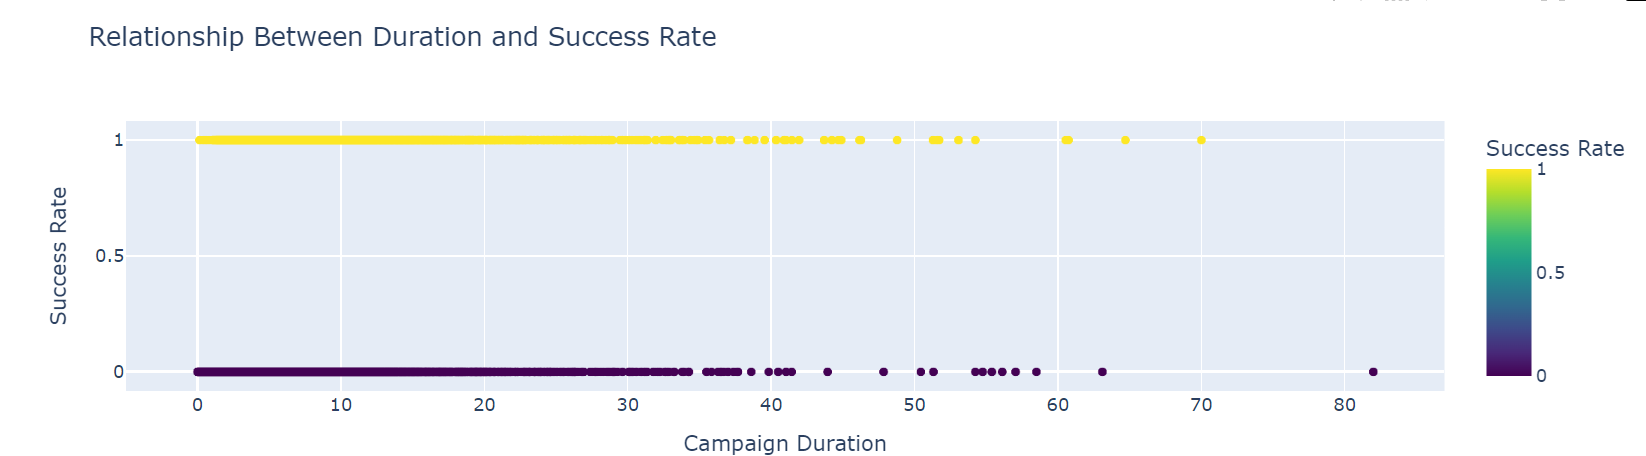 Relationship Between Duration and Success Rate
Success Rate
1
0.5
0
0 10 20 30 40 50 60 70 80
Campaign Duration
Success Rate
1
0.5
0